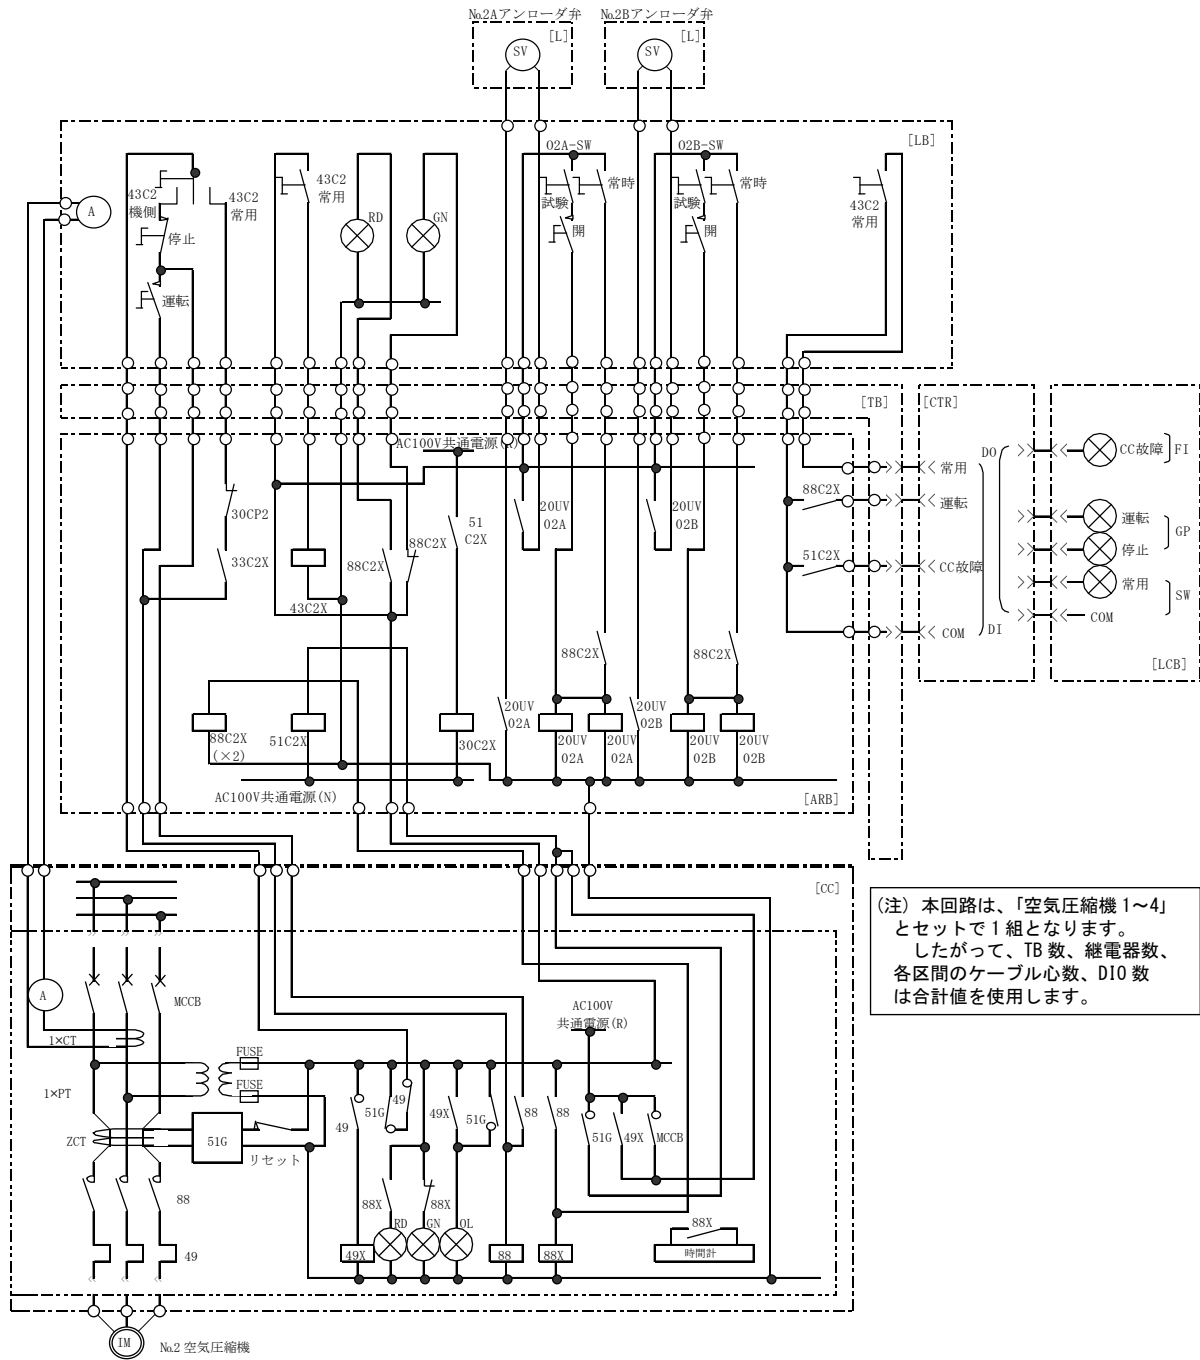 №2Aアンローダ弁
№2Bアンローダ弁
[L]
[L]
SV
SV
[LB]
02A-SW
02B-SW
43C2
機側
43C2
常用
停止
運転
43C2
常用
RD
GN
試験
常時
開
試験
常時
開
43C2
常用
A
[TB]
[CTR]
AC100V共通電源(R)
30CP2
33C2X
43C2X
88C2X
88C2X
51
C2X
20UV
02A
20UV
02B
88C2X
51C2X
常用
運転
CC故障
COM
DO
DI
CC故障
FI
運転
停止
GP
常用
SW
COM
[LCB]
88C2X
88C2X
88C2X
(×2)
51C2X
30C2X
20UV
02A
20UV
02A
20UV
02A
20UV
02B
20UV
02B
20UV
02B
AC100V共通電源(N)
[ARB]
[CC]
(注) 本回路は、「空気圧縮機1～4」
とセットで1組となります。
したがって、TB数、継電器数、
各区間のケーブル心数、DIO数
は合計値を使用します。
A
MCCB
1×CT
1×PT
ZCT
FUSE
FUSE
51G
リセット
AC100V
共通電源(R)
49
51G
49
49X
51G
88
88
51G
49X
MCCB
88X
88X
88
49
RD
GN
OL
49X
88
88X
88X
時間計
IM
№2 空気圧縮機